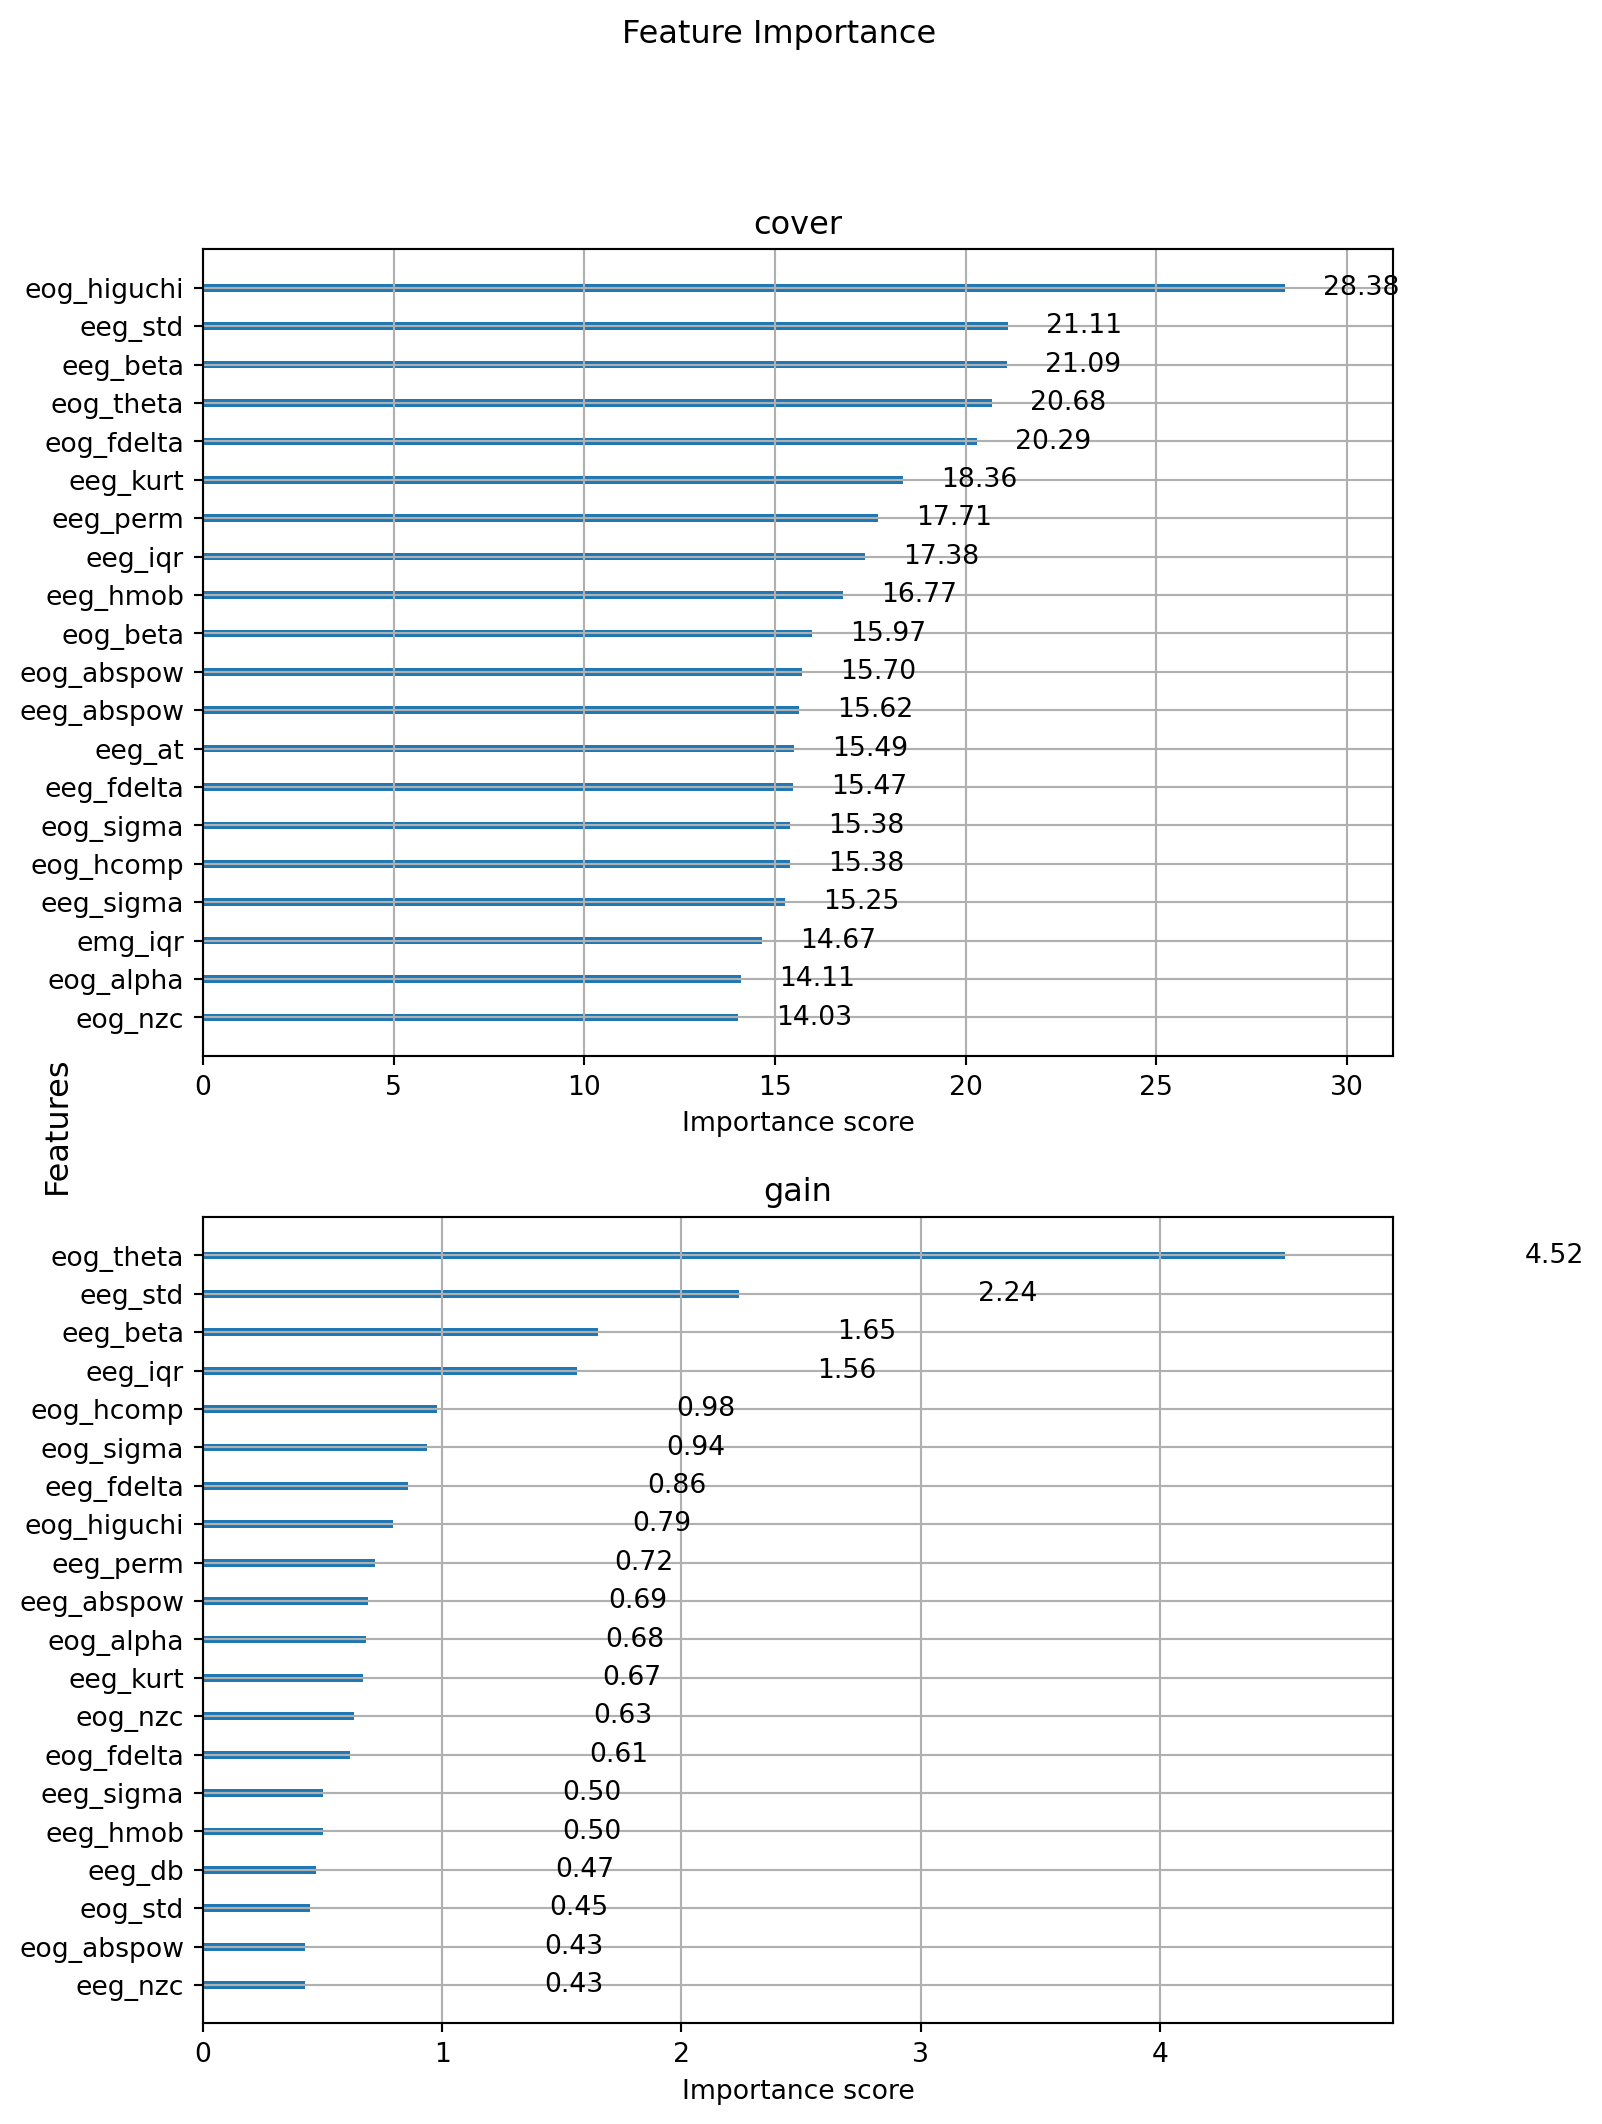 Feature Importance
cover
eog_higuchi 28.38
eeg_std 21.11
eeg_beta 21.09
eog_theta 20.68
eog_fdelta 20.29
eeg_kurt 18.36
eeg_perm 17.71
eeg_iqr 17.38
eeg_hmob 16.77
eog_beta 15.97
eog_abspow 15.70
eeg_abspow 15.62
eeg_at 15.49
eeg_fdelta 15.47
eog_sigma 15.38
eog_hcomp 15.38
eeg_sigma 15.25
emg_iqr 14.67
eog_alpha 14.11
eog_nzc 14.03
0 5 10 15 20 25 30
Importance score
Features
gain
eog_theta 4.52
eeg_std 2.24
eeg_beta 1.65
eeg_iqr 1.56
eog_hcomp 0.98
eog_sigma 0.94
eeg_fdelta 0.86
eog_higuchi 0.79
eeg_perm 0.72
eeg_abspow 0.69
eog_alpha 0.68
eeg_kurt 0.67
eog_nzc 0.63
eog_fdelta 0.61
eeg_sigma 0.50
eeg_hmob 0.50
eeg_db 0.47
eog_std 0.45
eog_abspow 0.43
eeg_nzc 0.43
0 1 2 3 4
Importance score